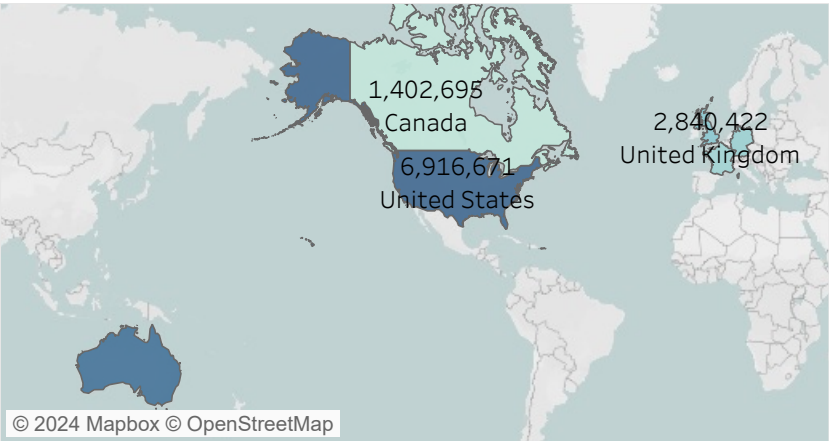 1,402,695
Canada
2,840,422
United Kingdom
6,916,671
United States
© 2024 Mapbox © OpenStreetMap